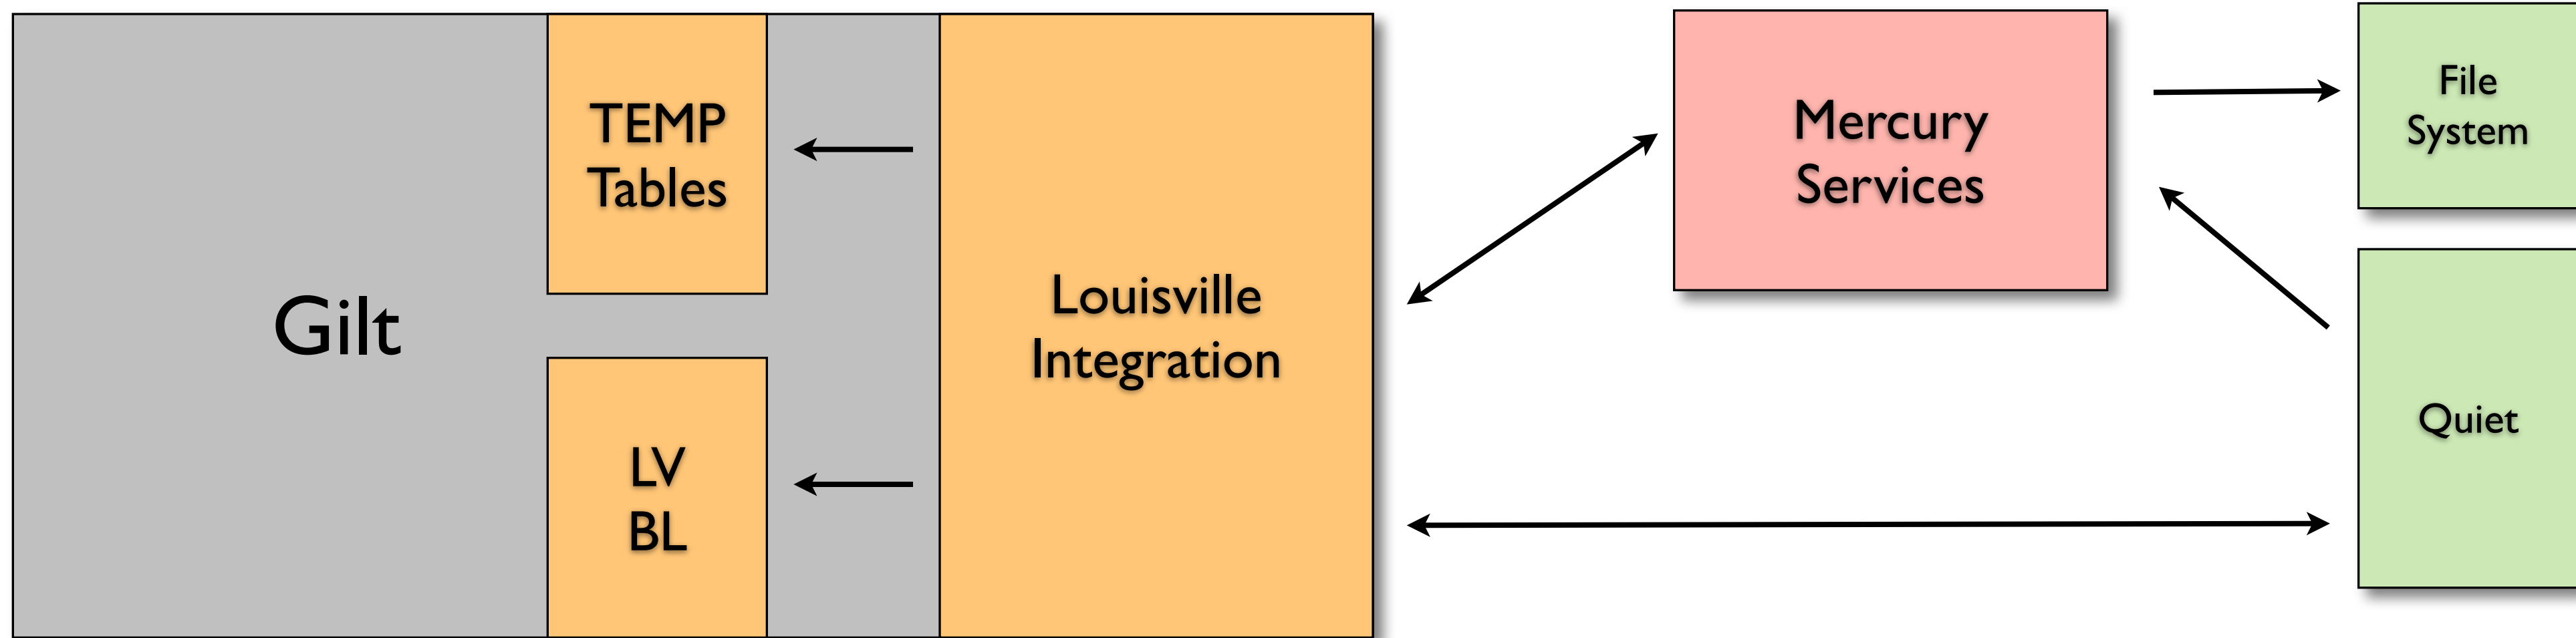 Gilt
TEMP
Tables
LV
BL
Louisville
Integration
Mercury
Services
File
System
Quiet